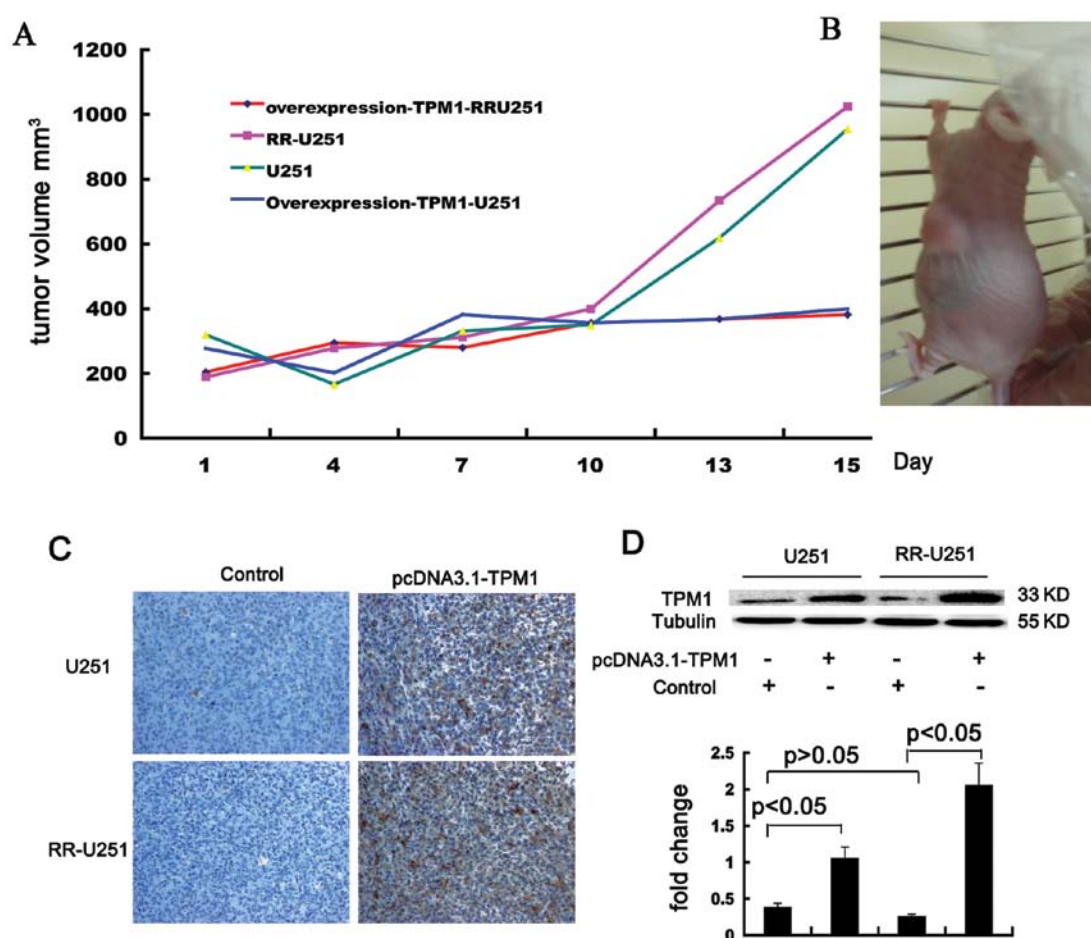 A
B
1200
1000
800
600
400
200
0
tumor volume mm³
overexpression-TPM1-RRU251
RR-U251
U251
Overexpression-TPM1-U251
1 4 7 10 13 15 Day
C
Control pcDNA3.1-TPM1
U251
RR-U251
D
U251 RR-U251
TPM1 33 KD
Tubulin 55 KD
pcDNA3.1-TPM1 - + - +
Control + - + -
fold change
2.5
2
1.5
1
0.5
0
p<0.05
p>0.05
p<0.05